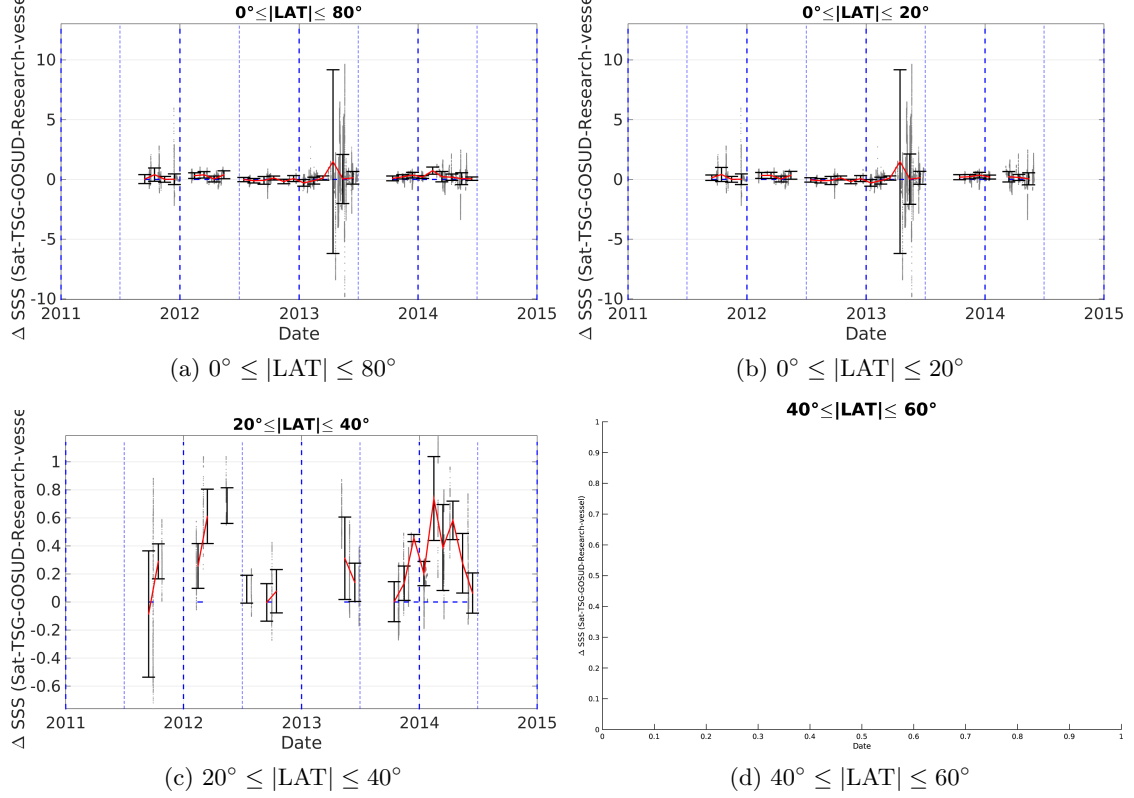 0°≤|LAT|≤ 80°
Δ SSS (Sat-TSG-GOSUD-Research-vesse
10
5
0
-5
-10
2011 2012 2013 2014 2015
Date
(a) 0° ≤ |LAT| ≤ 80°
0°≤|LAT|≤ 20°
Δ SSS (Sat-TSG-GOSUD-Research-vesse
10
5
0
-5
-10
2011 2012 2013 2014 2015
Date
(b) 0° ≤ |LAT| ≤ 20°
20°≤|LAT|≤ 40°
Δ SSS (Sat-TSG-GOSUD-Research-vesse
1
0.8
0.6
0.4
0.2
0
-0.2
-0.4
-0.6
2011 2012 2013 2014 2015
Date
(c) 20° ≤ |LAT| ≤ 40°
40°≤|LAT|≤ 60°
Δ SSS (Sat-TSG-GOSUD-Research-vessel)
1
0.9
0.8
0.7
0.6
0.5
0.4
0.3
0.2
0.1
0
0 0.1 0.2 0.3 0.4 0.5 0.6 0.7 0.8 0.9 1
Date
(d) 40° ≤ |LAT| ≤ 60°